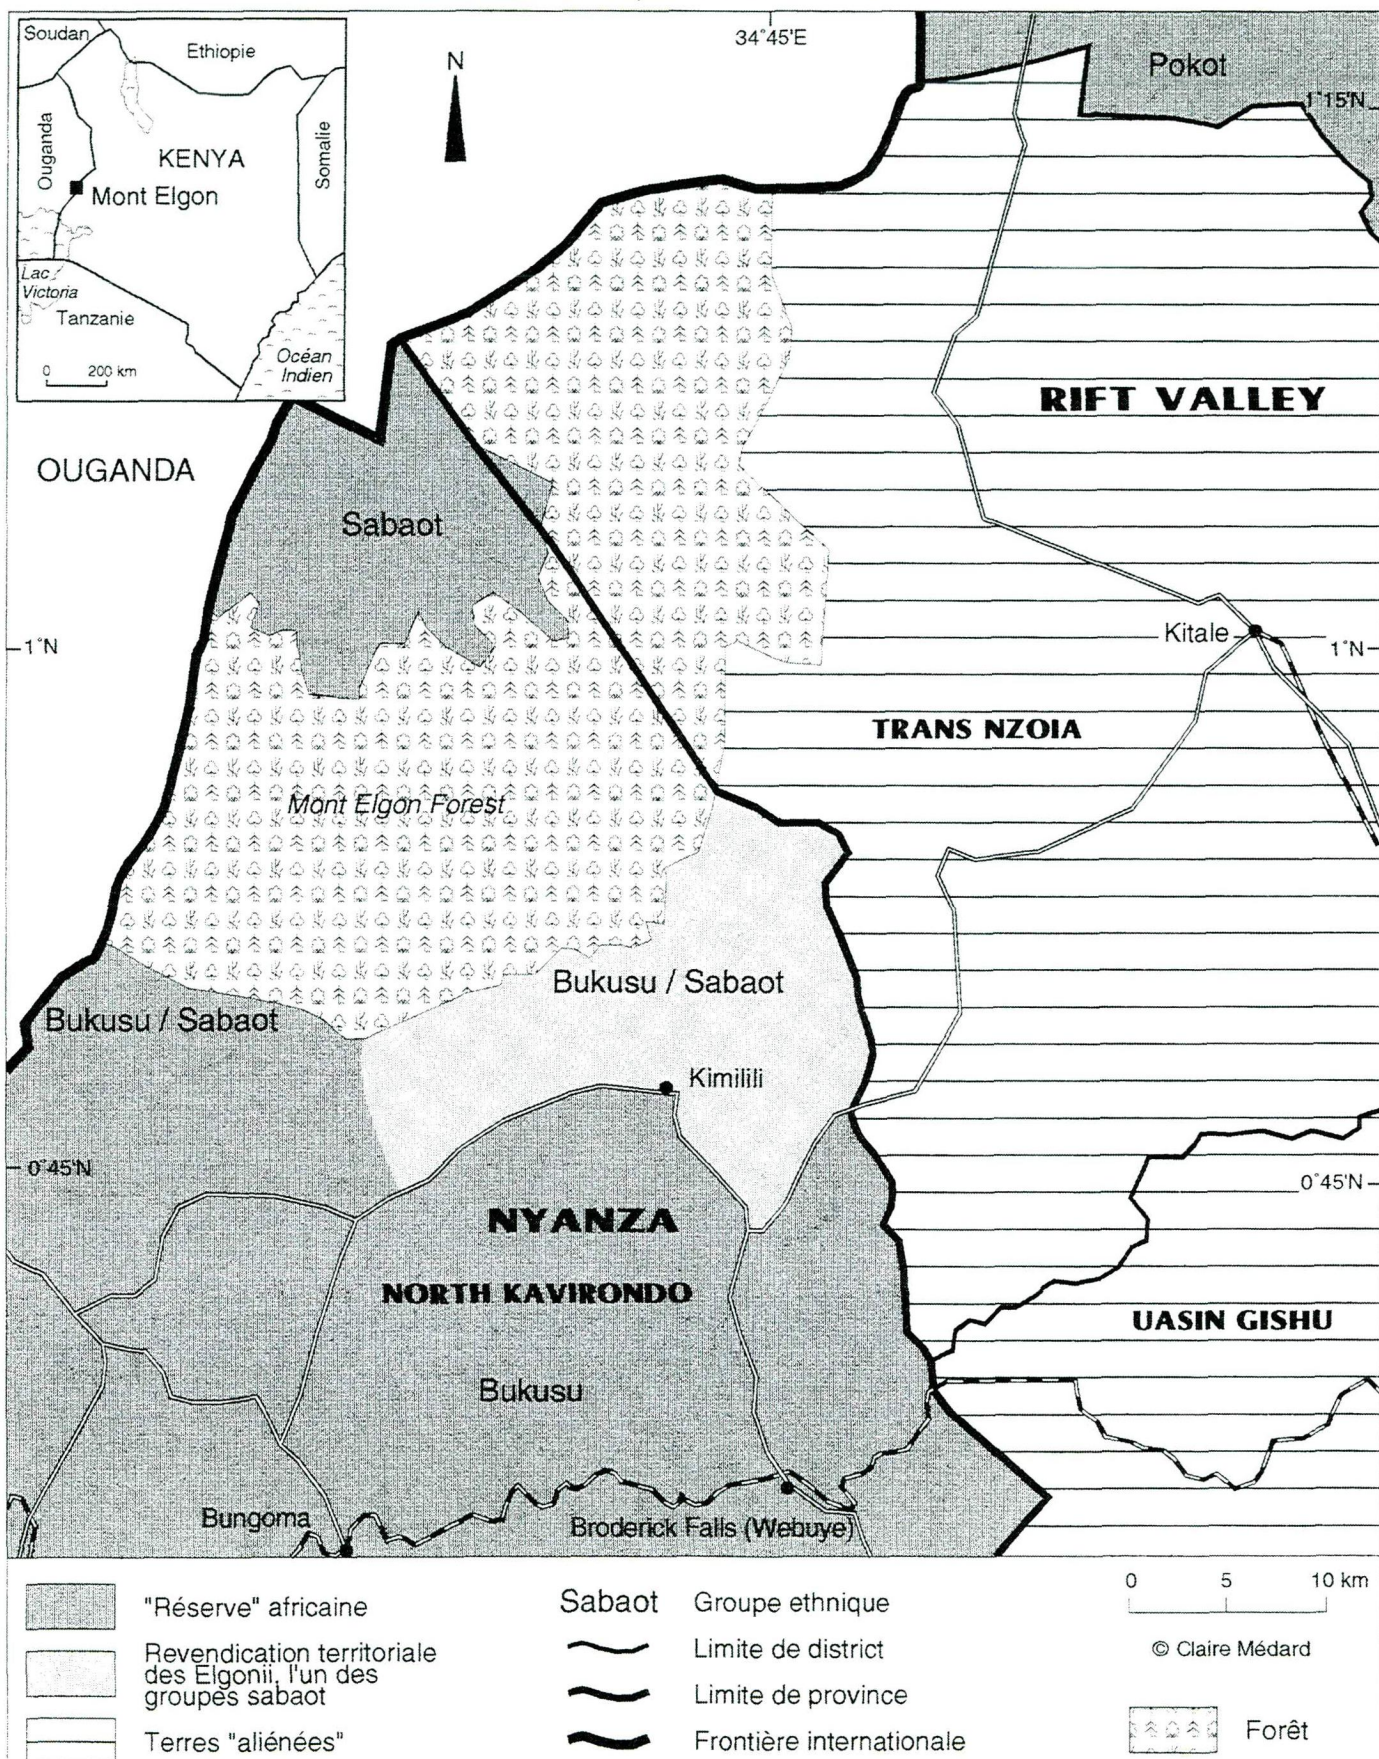 Soudan
Ethiopie
Ouganda
KENYA
Somalie
Mont Elgon
Lac
Victoria
Tanzanie
Océan
Indien
0 200 km
N
34°45'E
Pokot
1°15'N
RIFT VALLEY
OUGANDA
Sabaot
1°N
Kitale
1°N
TRANS NZOIA
Mont Elgon Forest
Bukusu / Sabaot
Bukusu / Sabaot
Kimilili
0°45'N
0°45'N
NYANZA
NORTH KAVIRONDO
UASIN GISHU
Bukusu
Bungoma
Broderick Falls (Webuye)
"Réserve" africaine
Revendication territoriale
des Elgonii, l'un des
groupes sabaot
Terres "aliénées"
Sabaot Groupe ethnique
Limite de district
Limite de province
Frontière internationale
0 5 10 km
© Claire Médard
Forêt